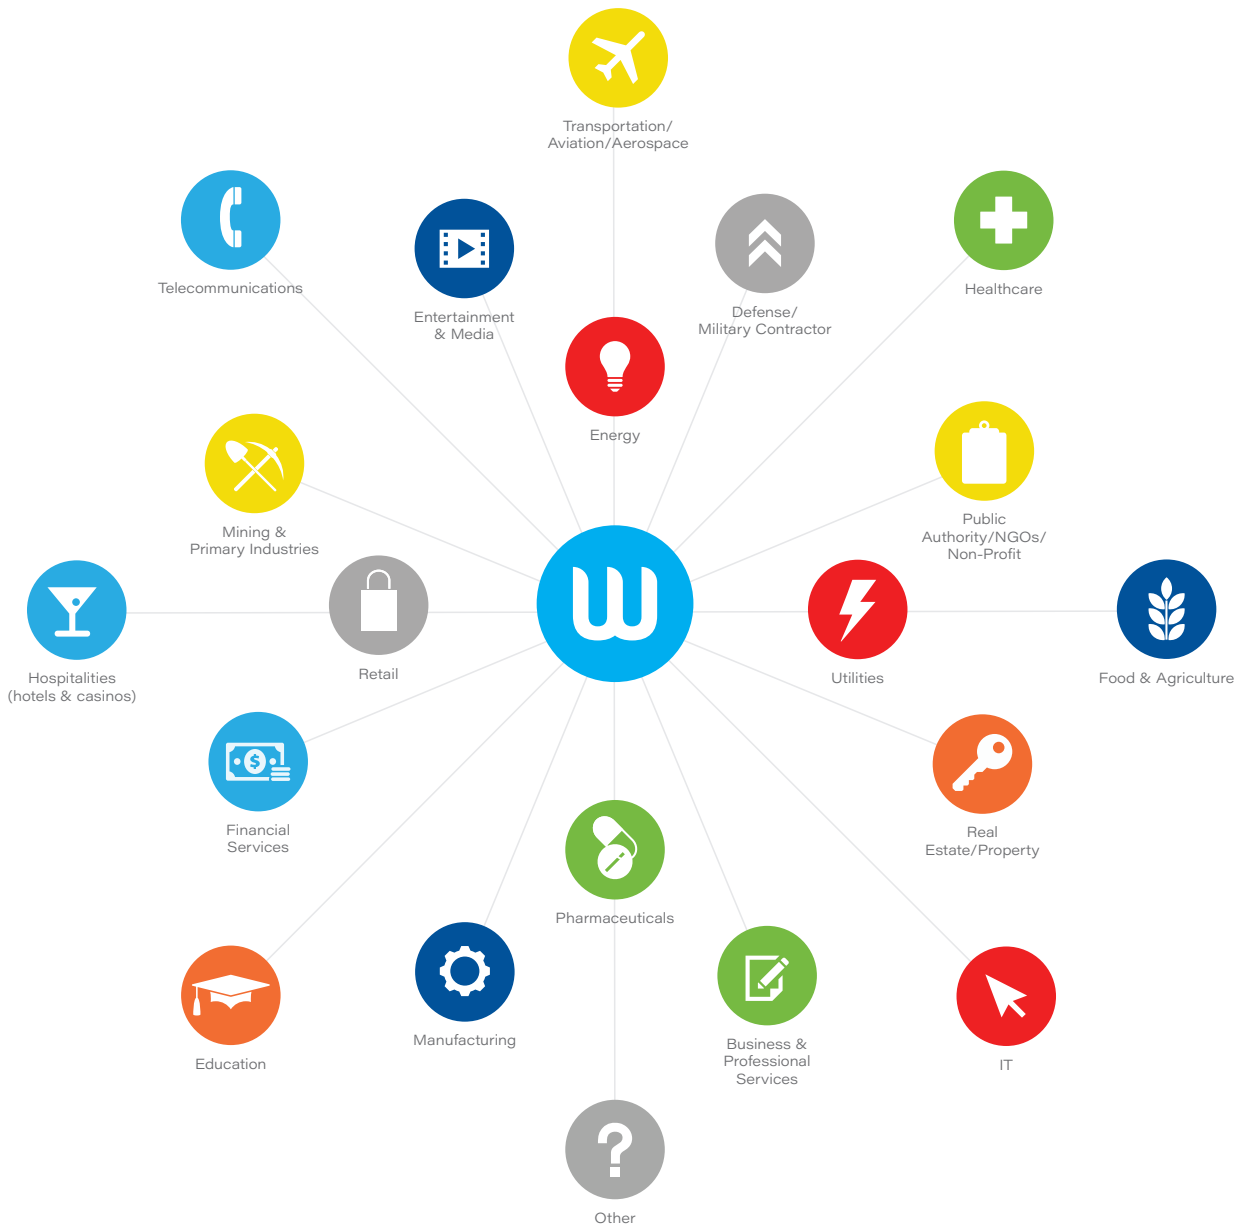 Transportation/
Aviation/Aerospace
Telecommunications
Entertainment
& Media
Defense/
Military Contractor
Healthcare
Energy
Mining &
Primary Industries
Public
Authority/NGOs/
Non-Profit
W
Hospitalities
(hotels & casinos)
Retail
Utilities
Food & Agriculture
$
Financial
Services
Real
Estate/Property
Pharmaceuticals
Education
Manufacturing
Business &
Professional
Services
IT
?
Other